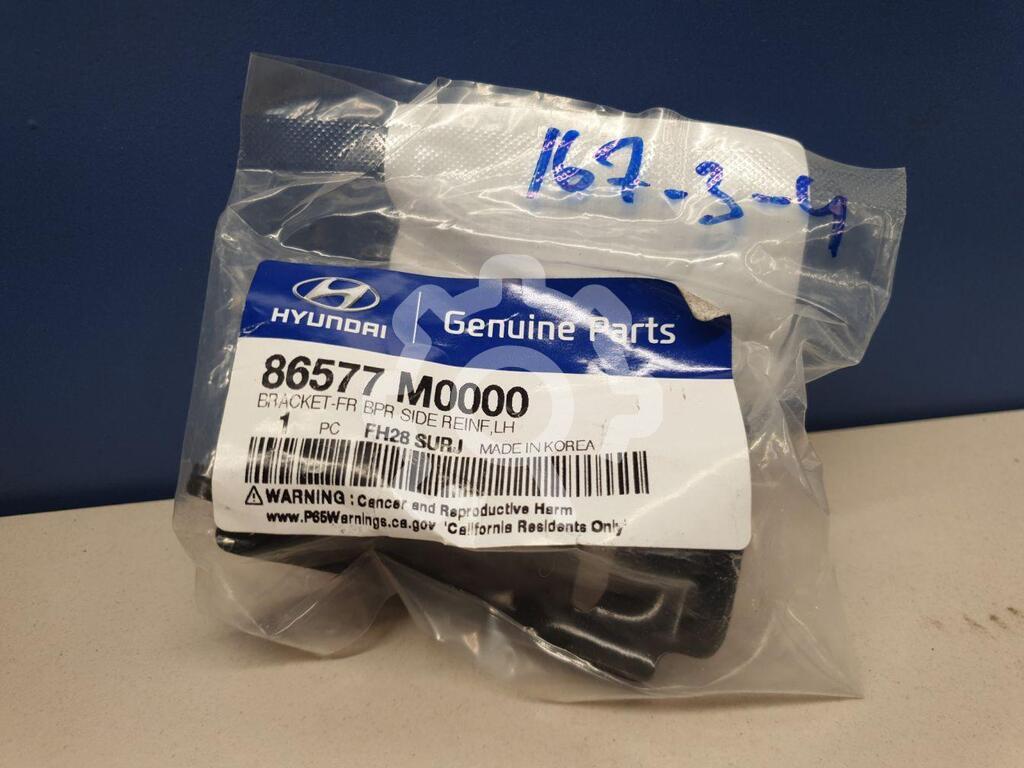 167-3-4
HYUNDAI | Genuine Parts
86577 M0000
BRACKET-FR BPR SIDE REINF,LH
1 PC FH28 SURJ MADE IN KOREA
⚠ WARNING : Cancer and Reproductive Harm
www.P65Warnings.ca.gov 'California Residents Only'